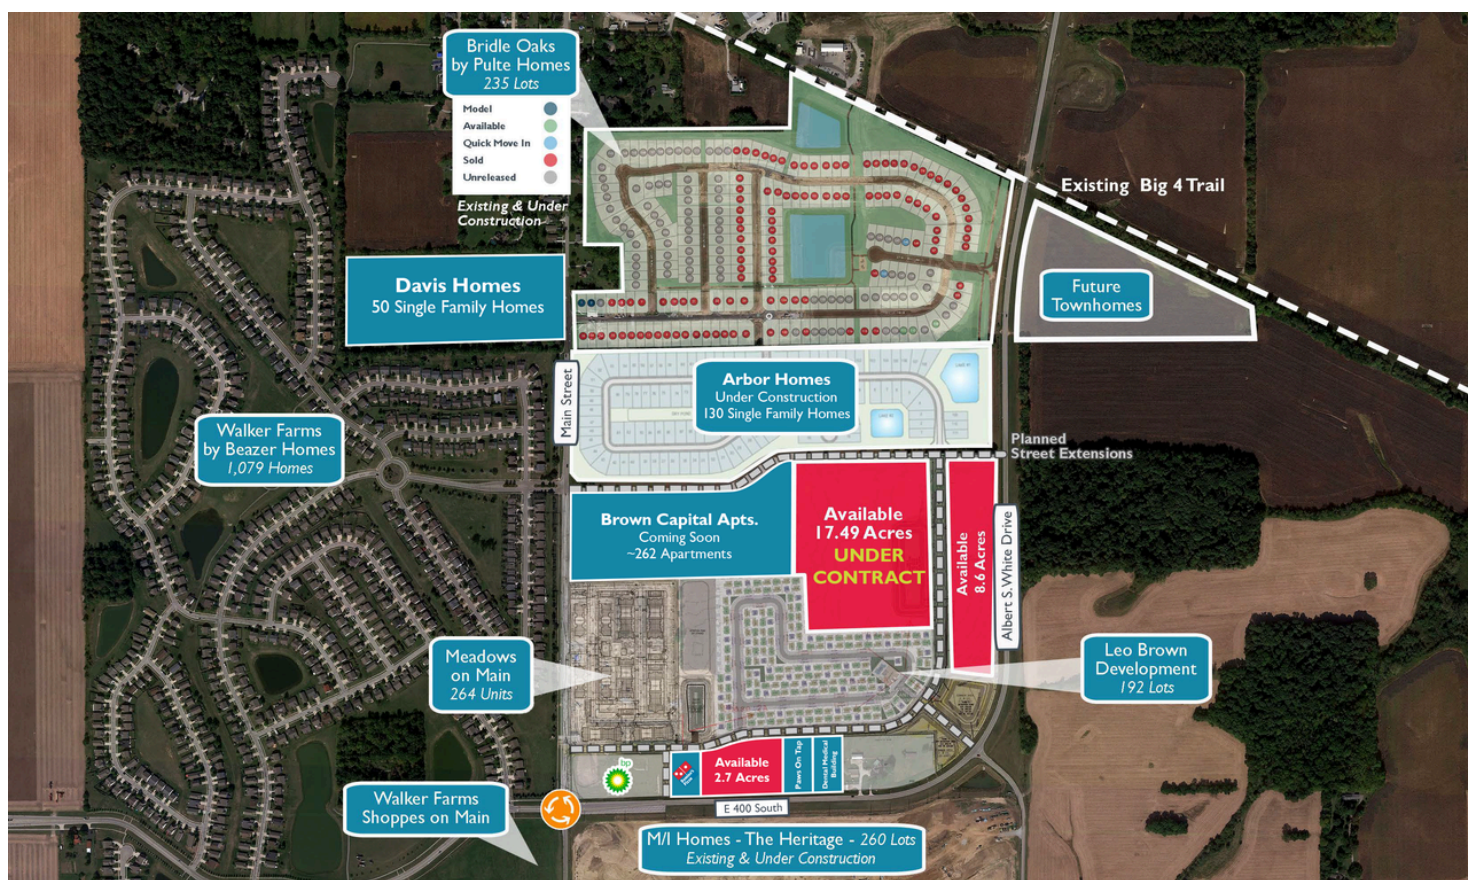 Bridle Oaks
by Pulte Homes
235 Lots
Model
Available
Quick Move In
Sold
Unreleased
Existing & Under
Construction
Existing Big 4 Trail
Davis Homes
50 Single Family Homes
Future
Townhomes
Main Street
Arbor Homes
Under Construction
130 Single Family Homes
Walker Farms
by Beazer Homes
1,079 Homes
Planned
Street Extensions
Brown Capital Apts.
Coming Soon
~262 Apartments
Available
17.49 Acres
UNDER
CONTRACT
Available
8.6 Acres
Albert S. White Drive
Meadows
on Main
264 Units
Leo Brown
Development
192 Lots
bp
Available
2.7 Acres
Paws On Tap
Dental Medical
Building
Walker Farms
Shoppes on Main
E 400 South
M/I Homes - The Heritage - 260 Lots
Existing & Under Construction